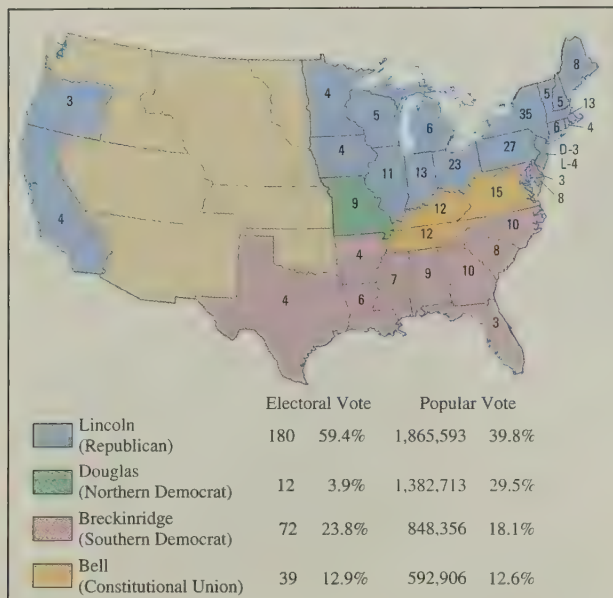 8
5
5
13
4
4
5
35
3
6
6
27
D-3
L-4
4
11
13
23
3
8
9
12
15
4
12
10
4
8
7
9
10
4
6
3
Electoral Vote Popular Vote
Lincoln
(Republican) 180 59.4% 1,865,593 39.8%
Douglas
(Northern Democrat) 12 3.9% 1,382,713 29.5%
Breckinridge
(Southern Democrat) 72 23.8% 848,356 18.1%
Bell
(Constitutional Union) 39 12.9% 592,906 12.6%